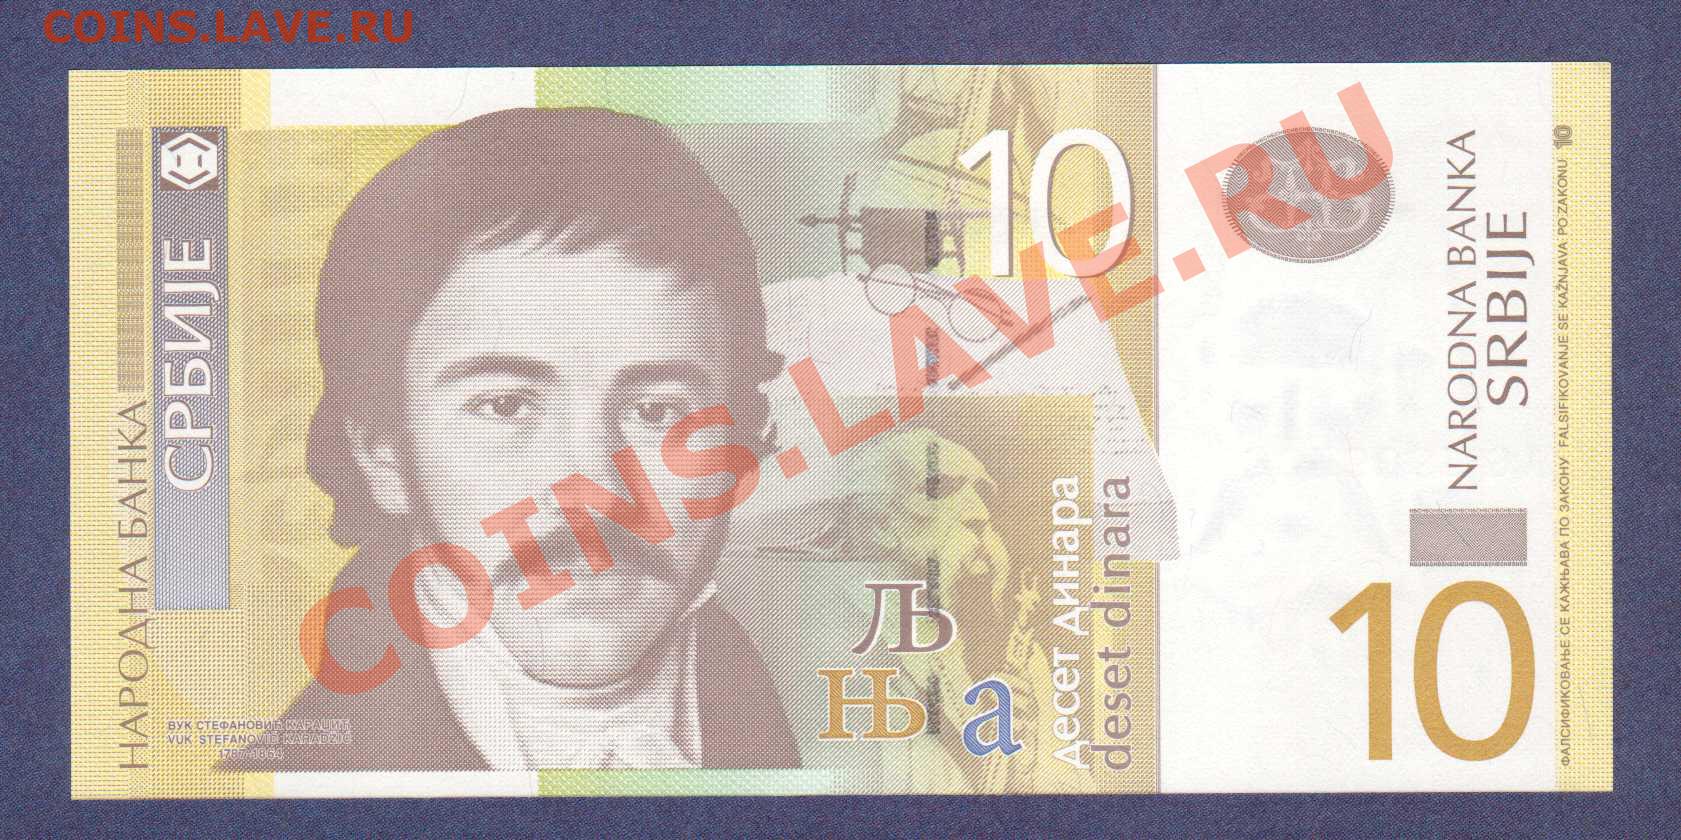 COINS.LAVE.RU
НАРОДНА БАНКА
СРБИЈЕ
ВУК СТЕФАНОВИЋ КАРАЏИЋ
VUK STEFANOVIĆ KARADŽIĆ
1787-1864
10
COINS.LAVE.RU
Љ
Њ а
десет динара
deset dinara
NARODNA BANKA
SRBIJE
10
ФАЛСИФИКОВАЊЕ СЕ КАЖЊАВА ПО ЗАКОНУ FALSIFIKOVANJE SE KAŽNJAVA PO ZAKONU 10